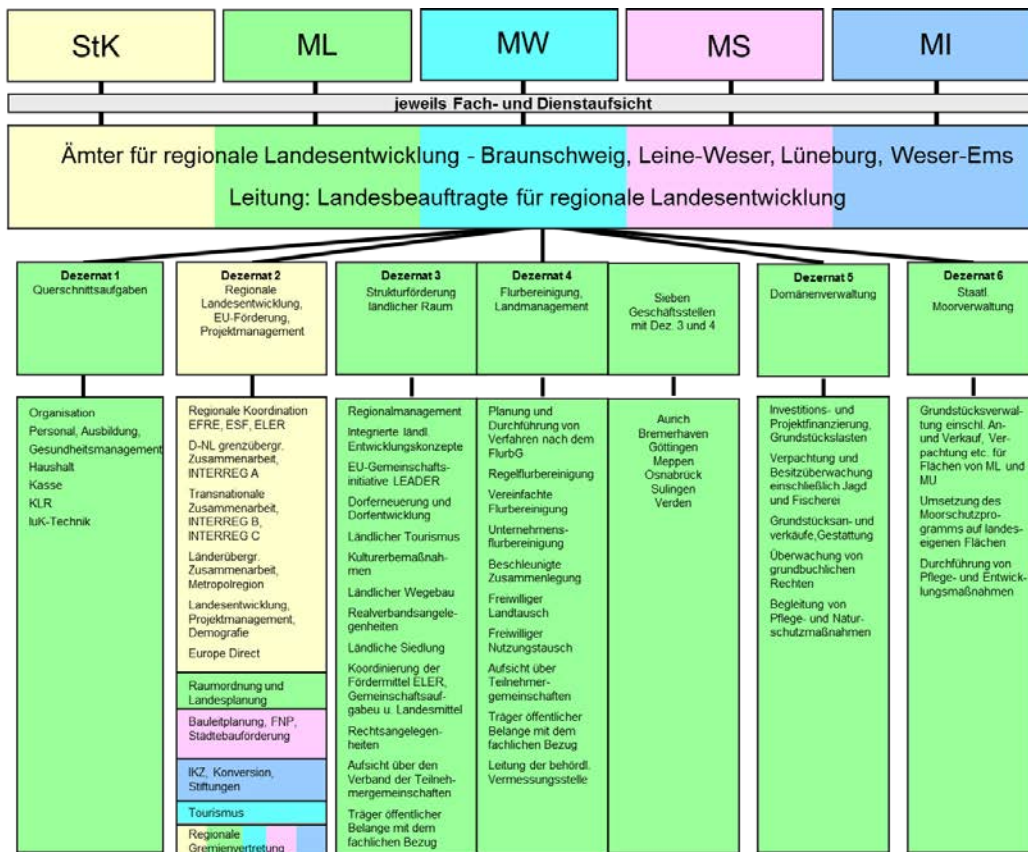 StK
ML
MW
MS
MI
jeweils Fach- und Dienstaufsicht
Ämter für regionale Landesentwicklung - Braunschweig, Leine-Weser, Lüneburg, Weser-Ems
Leitung: Landesbeauftragte für regionale Landesentwicklung
Dezernat 1
Querschnittsaufgaben
Organisation
Personal, Ausbildung,
Gesundheitsmanagement
Haushalt
Kasse
KLR
IuK-Technik
Dezernat 2
Regionale
Landesentwicklung,
EU-Förderung,
Projektmanagement
Regionale Koordination
EFRE, ESF, ELER
D-NL grenzübergr.
Zusammenarbeit,
INTERREG A
Transnationale
Zusammenarbeit,
INTERREG B,
INTERREG C
Länderübergr.
Zusammenarbeit,
Metropolregion
Landesentwicklung,
Projektmanagement,
Demografie
Europe Direct
Raumordnung und
Landesplanung
Bauleitplanung, FNP,
Städtebauförderung
IKZ, Konversion,
Stiftungen
Tourismus
Regionale
Gremienvertretung
Dezernat 3
Strukturförderung
ländlicher Raum
Regionalmanagement
Integrierte ländl.
Entwicklungskonzepte
EU-Gemeinschafts-
initiative LEADER
Dorferneuerung und
Dorfentwicklung
Ländlicher Tourismus
Kulturerbemaßnah-
men
Ländlicher Wegebau
Realverbandsangele-
genheiten
Ländliche Siedlung
Koordinierung der
Fördermittel ELER,
Gemeinschaftsauf-
gabeu u. Landesmittel
Rechtsangelegen-
heiten
Aufsicht über den
Verband der Teilneh-
mergemeinschaften
Träger öffentlicher
Belange mit dem
fachlichen Bezug
Dezernat 4
Flurbereinigung,
Landmanagement
Planung und
Durchführung von
Verfahren nach dem
FlurbG
Regelflurbereinigung
Vereinfachte
Flurbereinigung
Unternehmens-
flurbereinigung
Beschleunigte
Zusammenlegung
Freiwilliger
Landtausch
Freiwilliger
Nutzungstausch
Aufsicht über
Teilnehmer-
gemeinschaften
Träger öffentlicher
Belange mit dem
fachlichen Bezug
Leitung der behördl.
Vermessungsstelle
Sieben
Geschäftsstellen
mit Dez. 3 und 4
Aurich
Bremerhaven
Göttingen
Meppen
Osnabrück
Sulingen
Verden
Dezernat 5
Domänenverwaltung
Investitions- und
Projektfinanzierung,
Grundstückslasten
Verpachtung und
Besitzüberwachung
einschließlich Jagd
und Fischerei
Grundstücksan- und
verkäufe,Gestattung
Überwachung von
grundbuchlichen
Rechten
Begleitung von
Pflege- und Natur-
schutzmaßnahmen
Dezernat 6
Staatl.
Moorverwaltung
Grundstücksverwal-
tung einschl. An-
und Verkauf, Ver-
pachtung etc. für
Flächen von ML und
MU
Umsetzung des
Moorschutzpro-
gramms auf landes-
eigenen Flächen
Durchführung von
Pflege- und Entwick-
lungsmaßnahmen